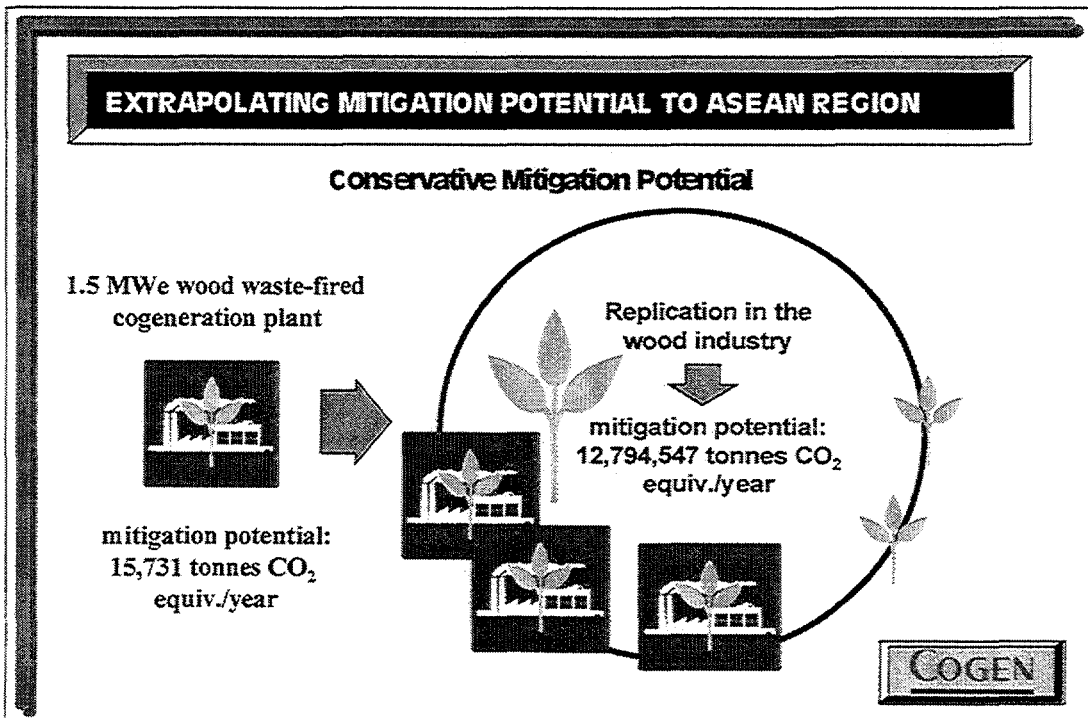 EXTRAPOLATING MITIGATION POTENTIAL TO ASEAN REGION
Conservative Mitigation Potential
1.5 MWe wood waste-fired
cogeneration plant
mitigation potential:
15,731 tonnes CO₂
equiv./year
Replication in the
wood industry
mitigation potential:
12,794,547 tonnes CO₂
equiv./year
COGEN